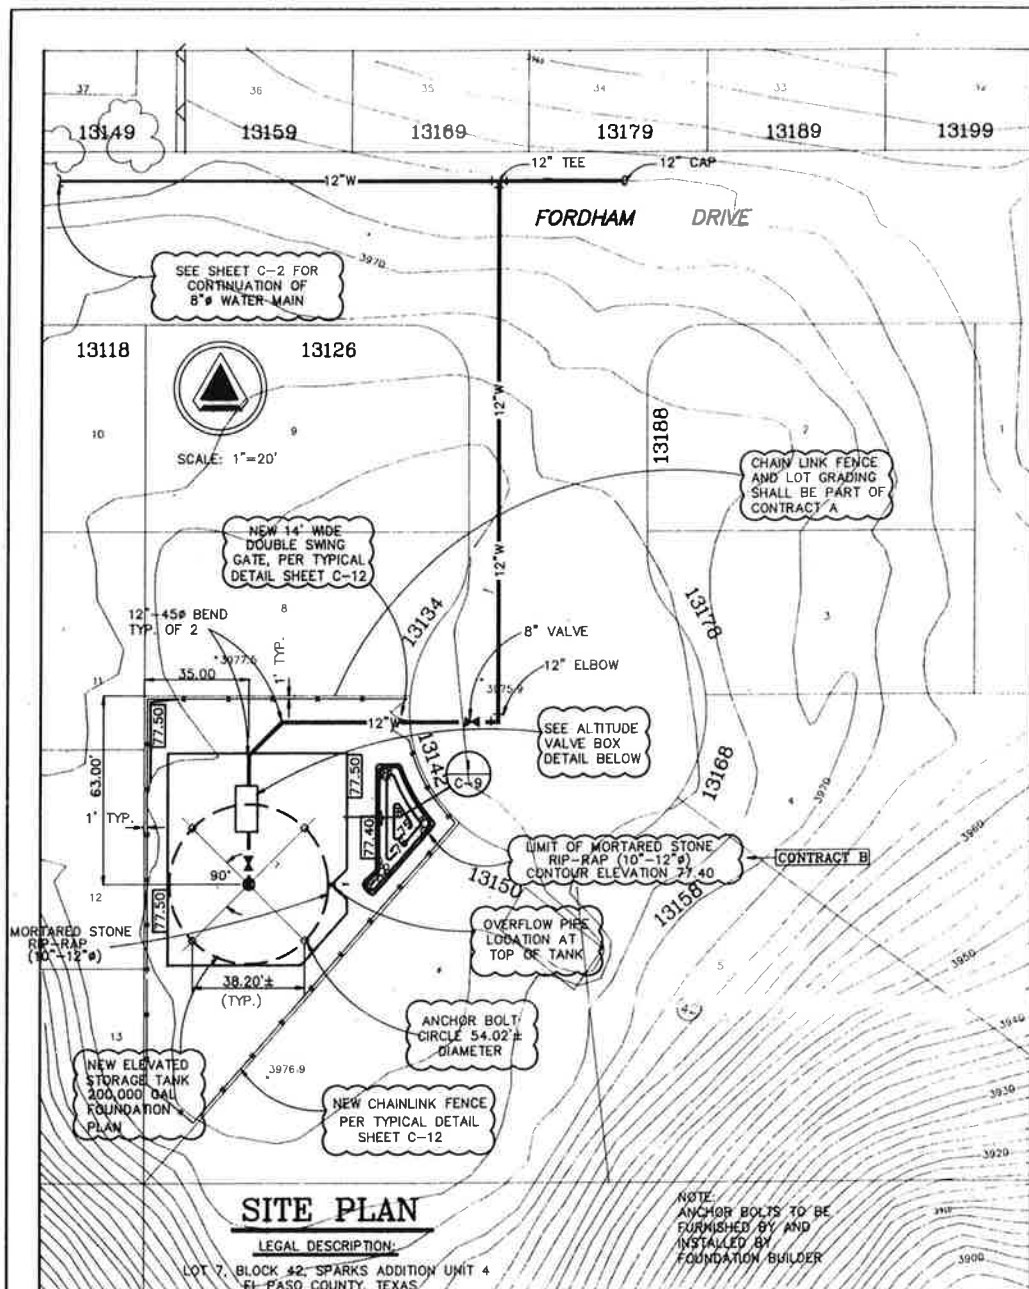 37
36
35
34
33
32
13149
13159
13169
13179
13189
13199
12" TEE
12" CAP
12"W
FORDHAM DRIVE
3970
SEE SHEET C-2 FOR
CONTINUATION OF
8"ø WATER MAIN
13118
13126
10
9
SCALE: 1"=20'
12"W
13188
2
1
CHAIN LINK FENCE
AND LOT GRADING
SHALL BE PART OF
CONTRACT A
NEW 14' WIDE
DOUBLE SWING
GATE, PER TYPICAL
DETAIL SHEET C-12
12"W
12"-45ø BEND
TYP. OF 2
8
1' TYP.
13134
13178
3
8" VALVE
12" ELBOW
3977.5
35.00
11
3975.9
77.50
12"W
SEE ALTITUDE
VALVE BOX
DETAIL BELOW
13142
63.00'
77.50
C-9
13168
3970
4
1' TYP.
77.40
3960
LIMIT OF MORTARED STONE
RIP-RAP (10"-12"ø)
CONTOUR ELEVATION 77.40
CONTRACT B
90°
7
13150
13158
12
77.50
MORTARED STONE
RIP-RAP
(10"-12"ø)
OVERFLOW PIPE
LOCATION AT
TOP OF TANK
3950
5
38.20'±
(TYP.)
42
3940
ANCHOR BOLT
CIRCLE 54.02'±
DIAMETER
13
3976.9
NEW ELEVATED
STORAGE TANK
200,000 GAL
FOUNDATION
PLAN
3930
NEW CHAINLINK FENCE
PER TYPICAL DETAIL
SHEET C-12
3920
SITE PLAN
NOTE:
ANCHOR BOLTS TO BE
FURNISHED BY AND
INSTALLED BY
FOUNDATION BUILDER
3910
3900
LEGAL DESCRIPTION:
LOT 7, BLOCK 42, SPARKS ADDITION UNIT 4
EL PASO COUNTY, TEXAS